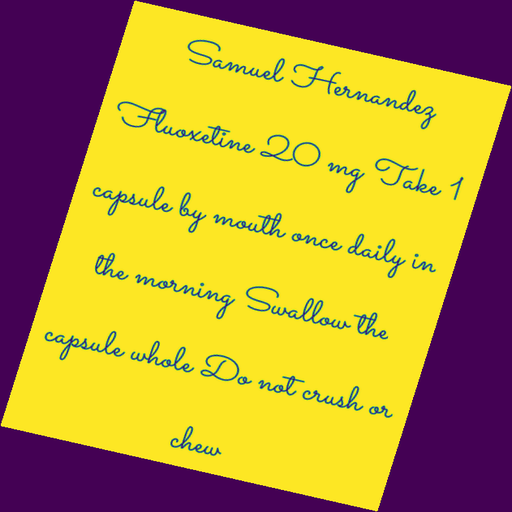 Samuel Hernandez
Fluoxetine 20 mg Take 1
capsule by mouth once daily in
the morning Swallow the
capsule whole Do not crush or
chew